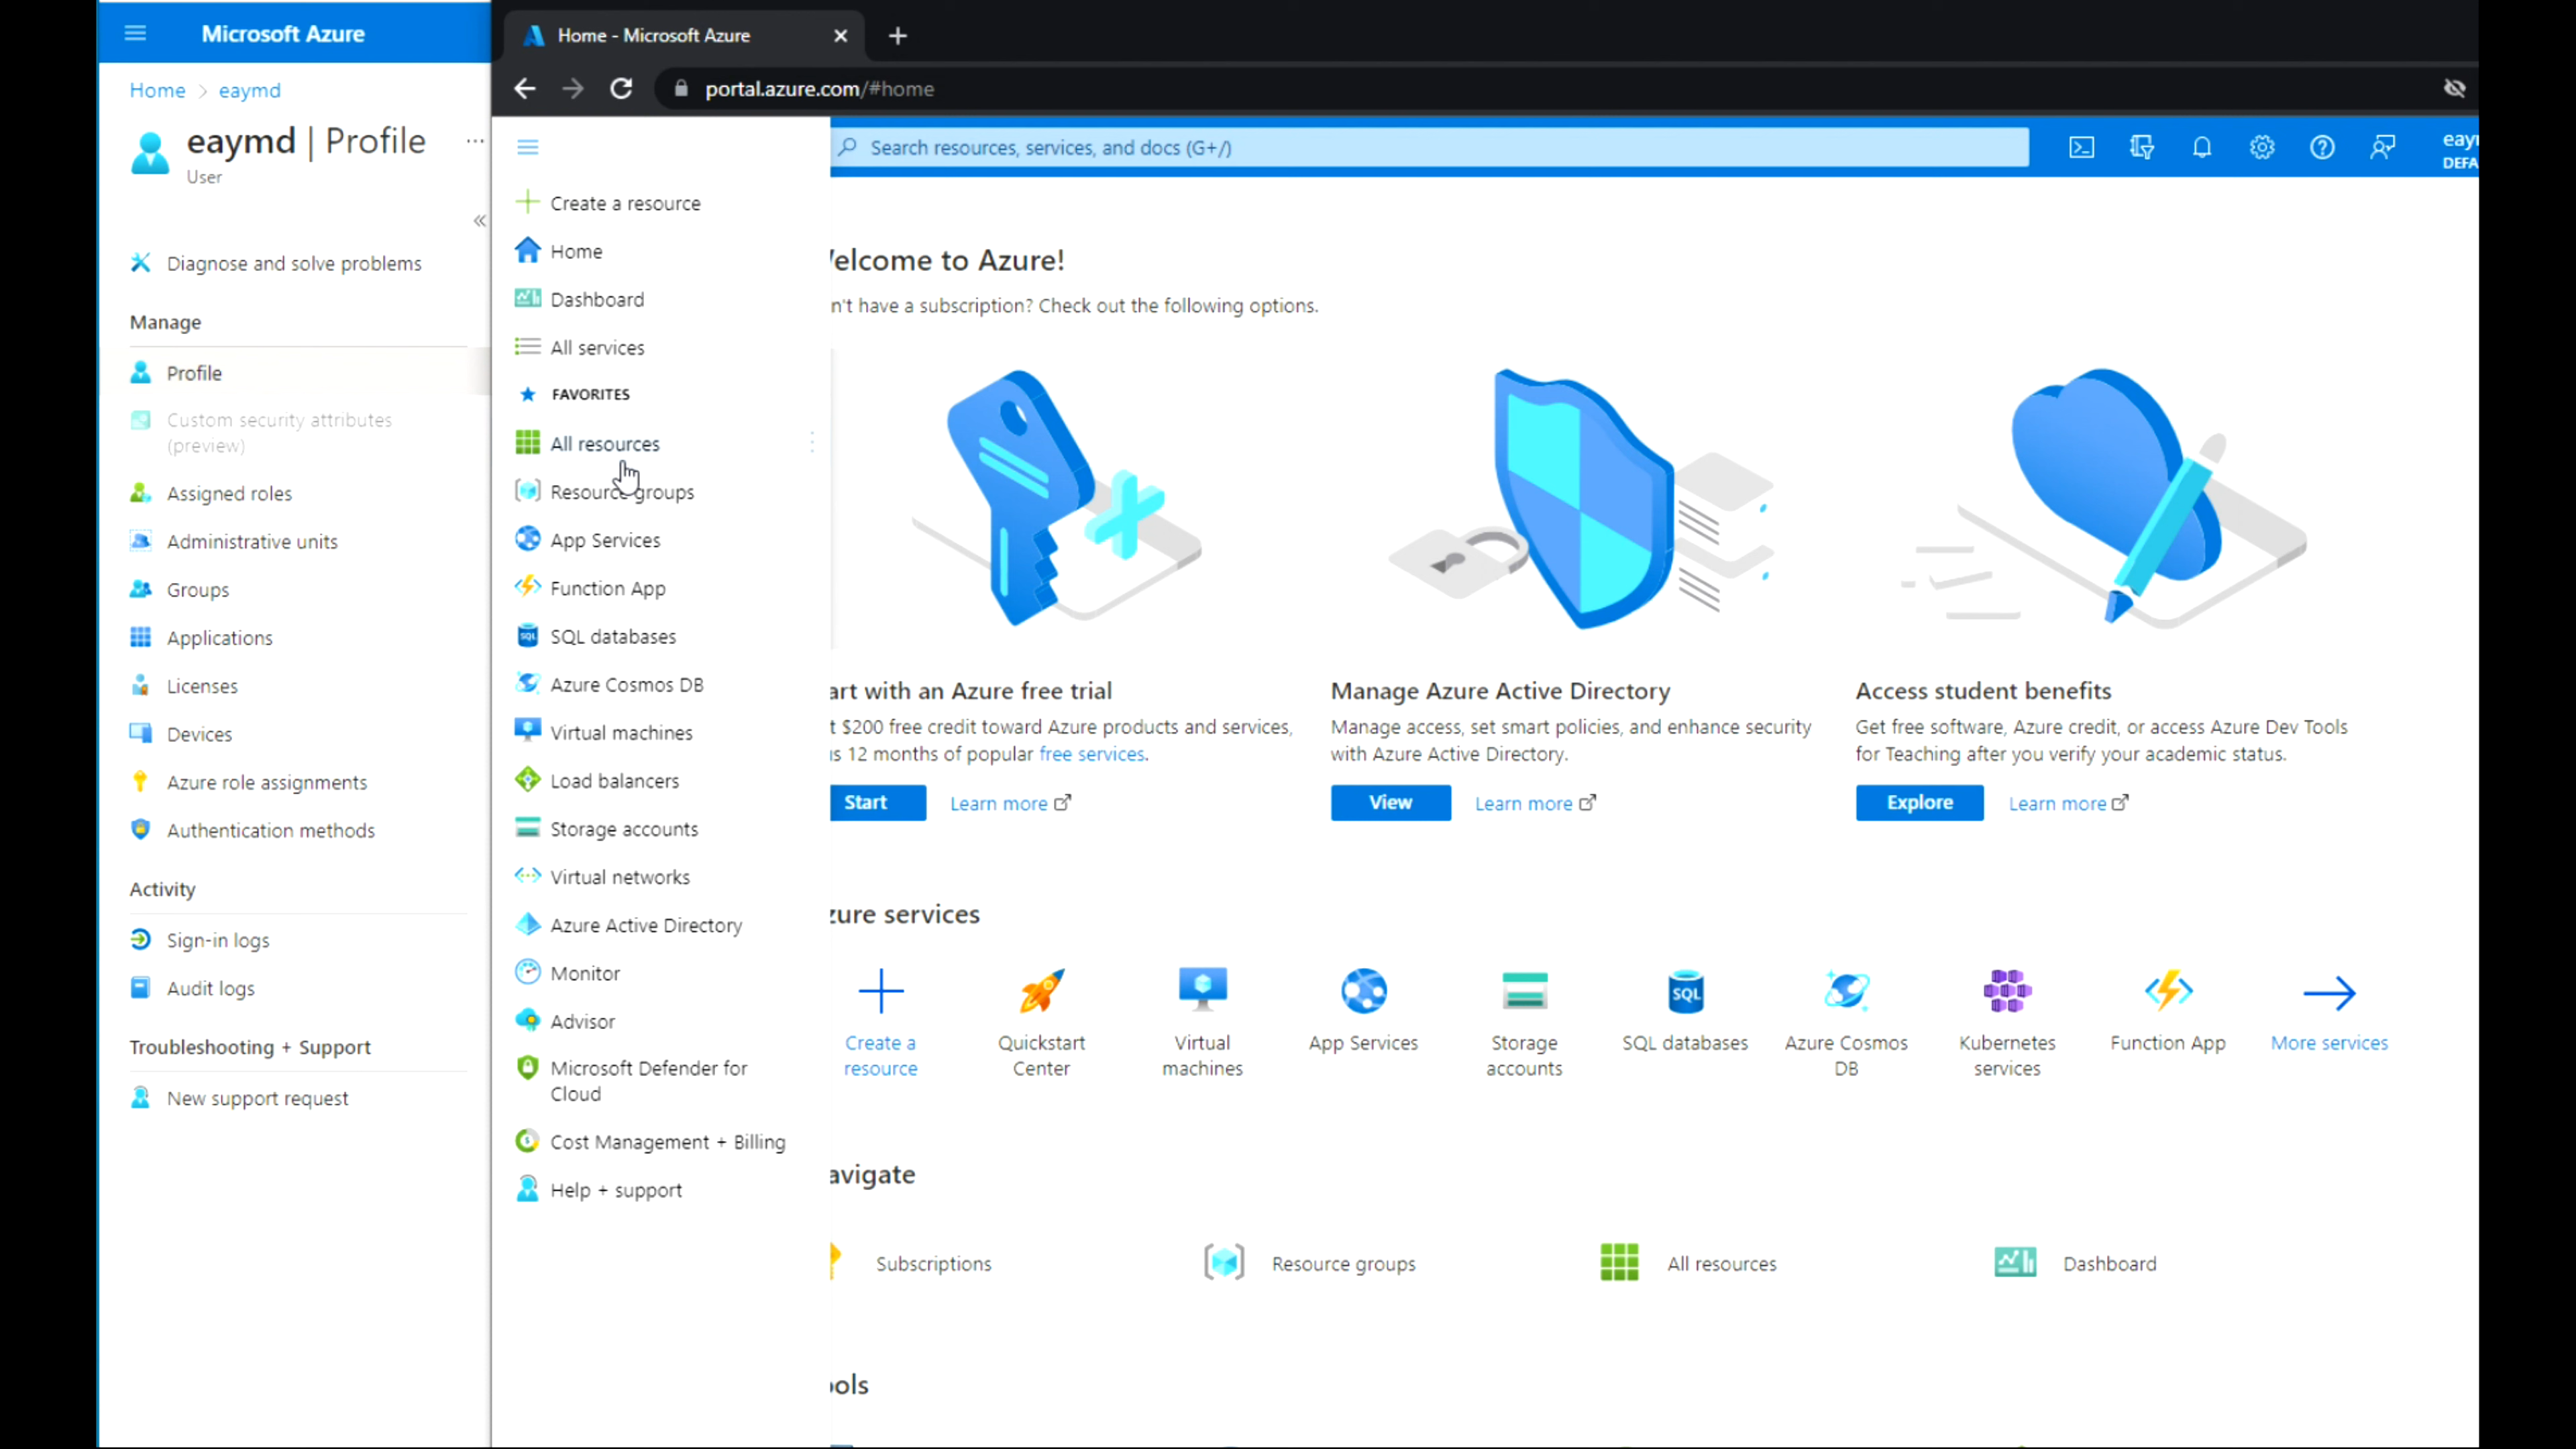 Microsoft Azure
Home > eaymd
eaymd | Profile
User
Diagnose and solve problems
Manage
Profile
Custom security attributes
(preview)
Assigned roles
Administrative units
Groups
Applications
Licenses
Devices
Azure role assignments
Authentication methods
Activity
Sign-in logs
Audit logs
Troubleshooting + Support
New support request
Home - Microsoft Azure
portal.azure.com/#home
Create a resource
Home
Dashboard
All services
FAVORITES
All resources
Resource groups
App Services
Function App
SQL databases
Azure Cosmos DB
Virtual machines
Load balancers
Storage accounts
Virtual networks
Azure Active Directory
Monitor
Advisor
Microsoft Defender for
Cloud
Cost Management + Billing
Help + support
Search resources, services, and docs (G+/)
eaym
DEFA
elcome to Azure!
n't have a subscription? Check out the following options.
art with an Azure free trial
t $200 free credit toward Azure products and services,
s 12 months of popular free services.
Start Learn more
Manage Azure Active Directory
Manage access, set smart policies, and enhance security
with Azure Active Directory.
View Learn more
Access student benefits
Get free software, Azure credit, or access Azure Dev Tools
for Teaching after you verify your academic status.
Explore Learn more
zure services
Create a
resource
Quickstart
Center
Virtual
machines
App Services
Storage
accounts
SQL
SQL databases
Azure Cosmos
DB
Kubernetes
services
Function App
More services
avigate
Subscriptions
Resource groups
All resources
Dashboard
ols